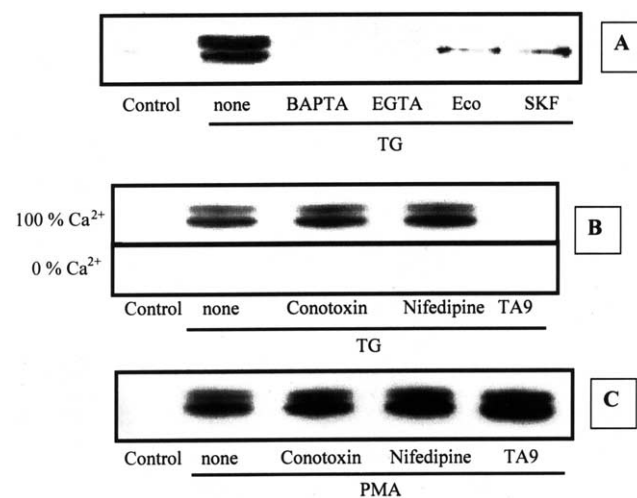 A
Control none BAPTA EGTA Eco SKF
TG
100 % Ca²⁺
B
0 % Ca²⁺
Control none Conotoxin Nifedipine TA9
TG
C
Control none Conotoxin Nifedipine TA9
PMA